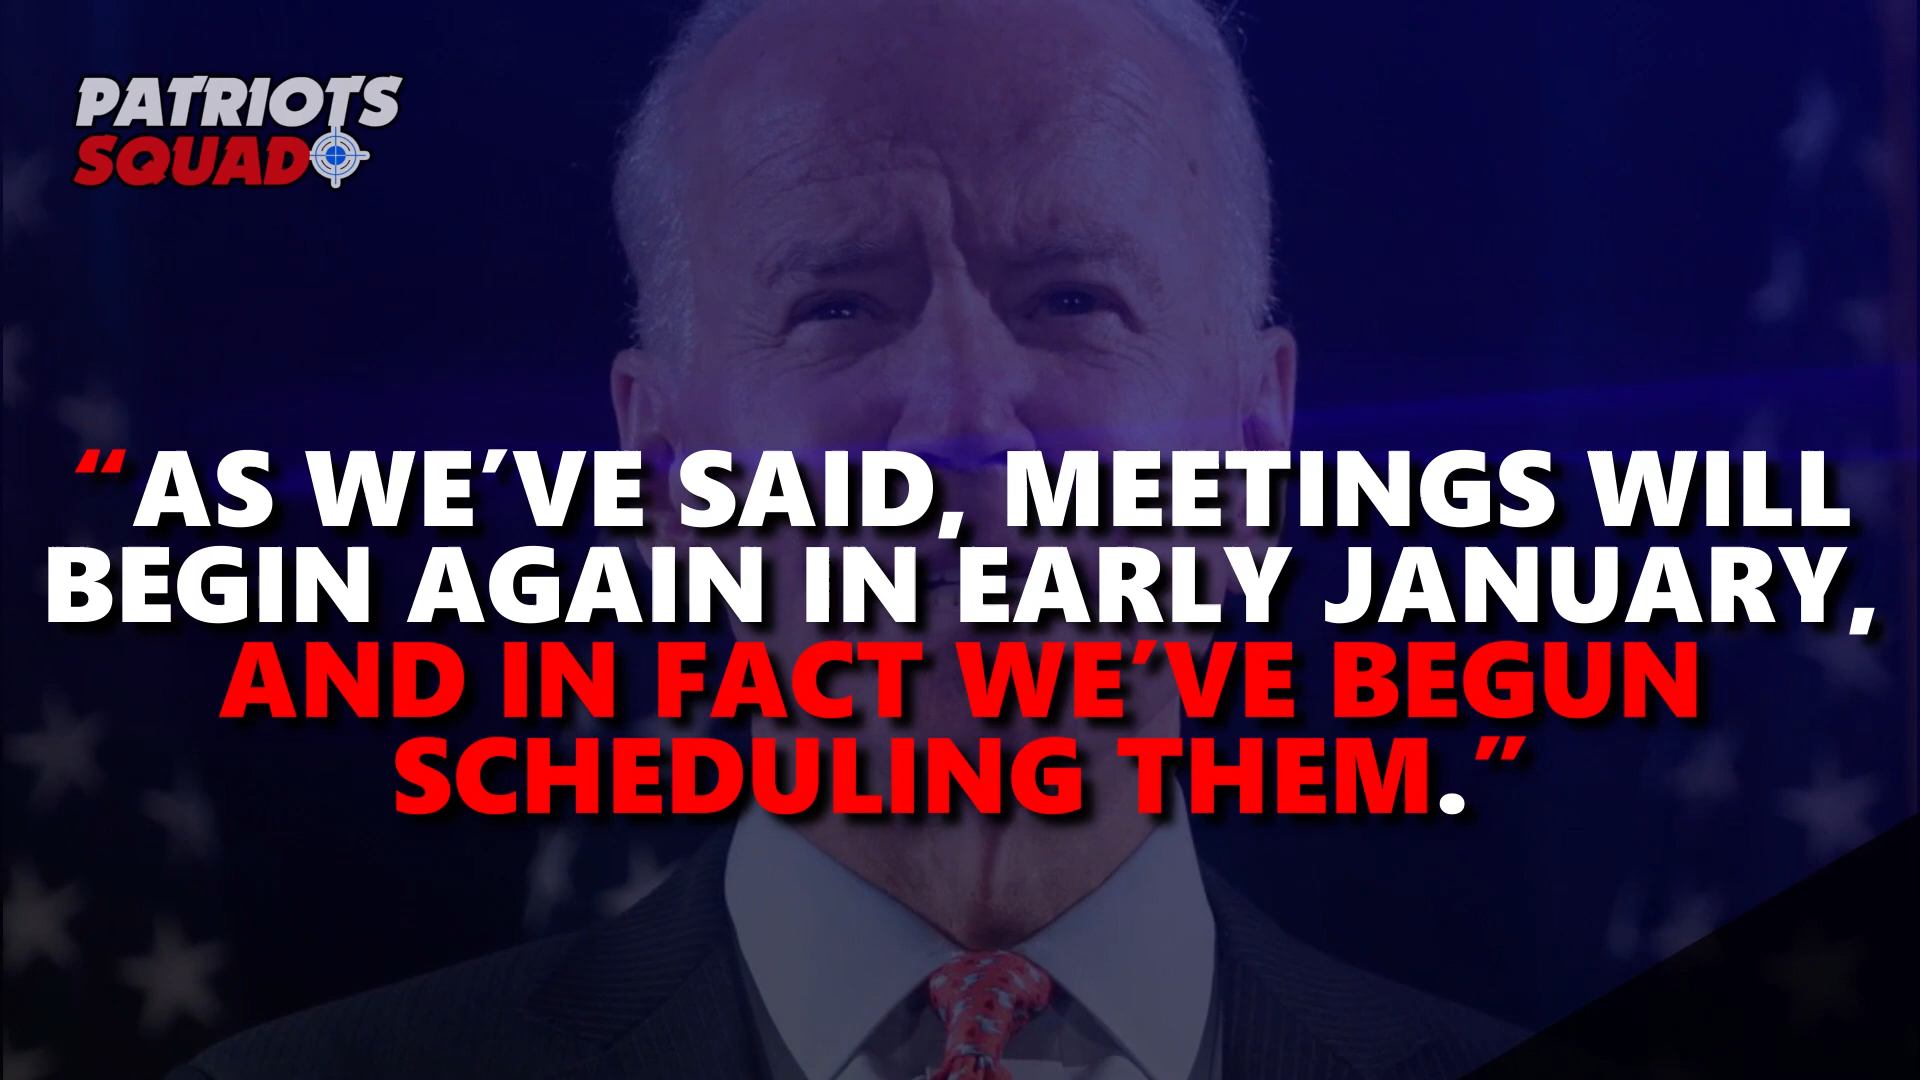 PATRIOTS
SQUAD
“AS WE’VE SAID, MEETINGS WILL
BEGIN AGAIN IN EARLY JANUARY,
AND IN FACT WE’VE BEGUN
SCHEDULING THEM.”